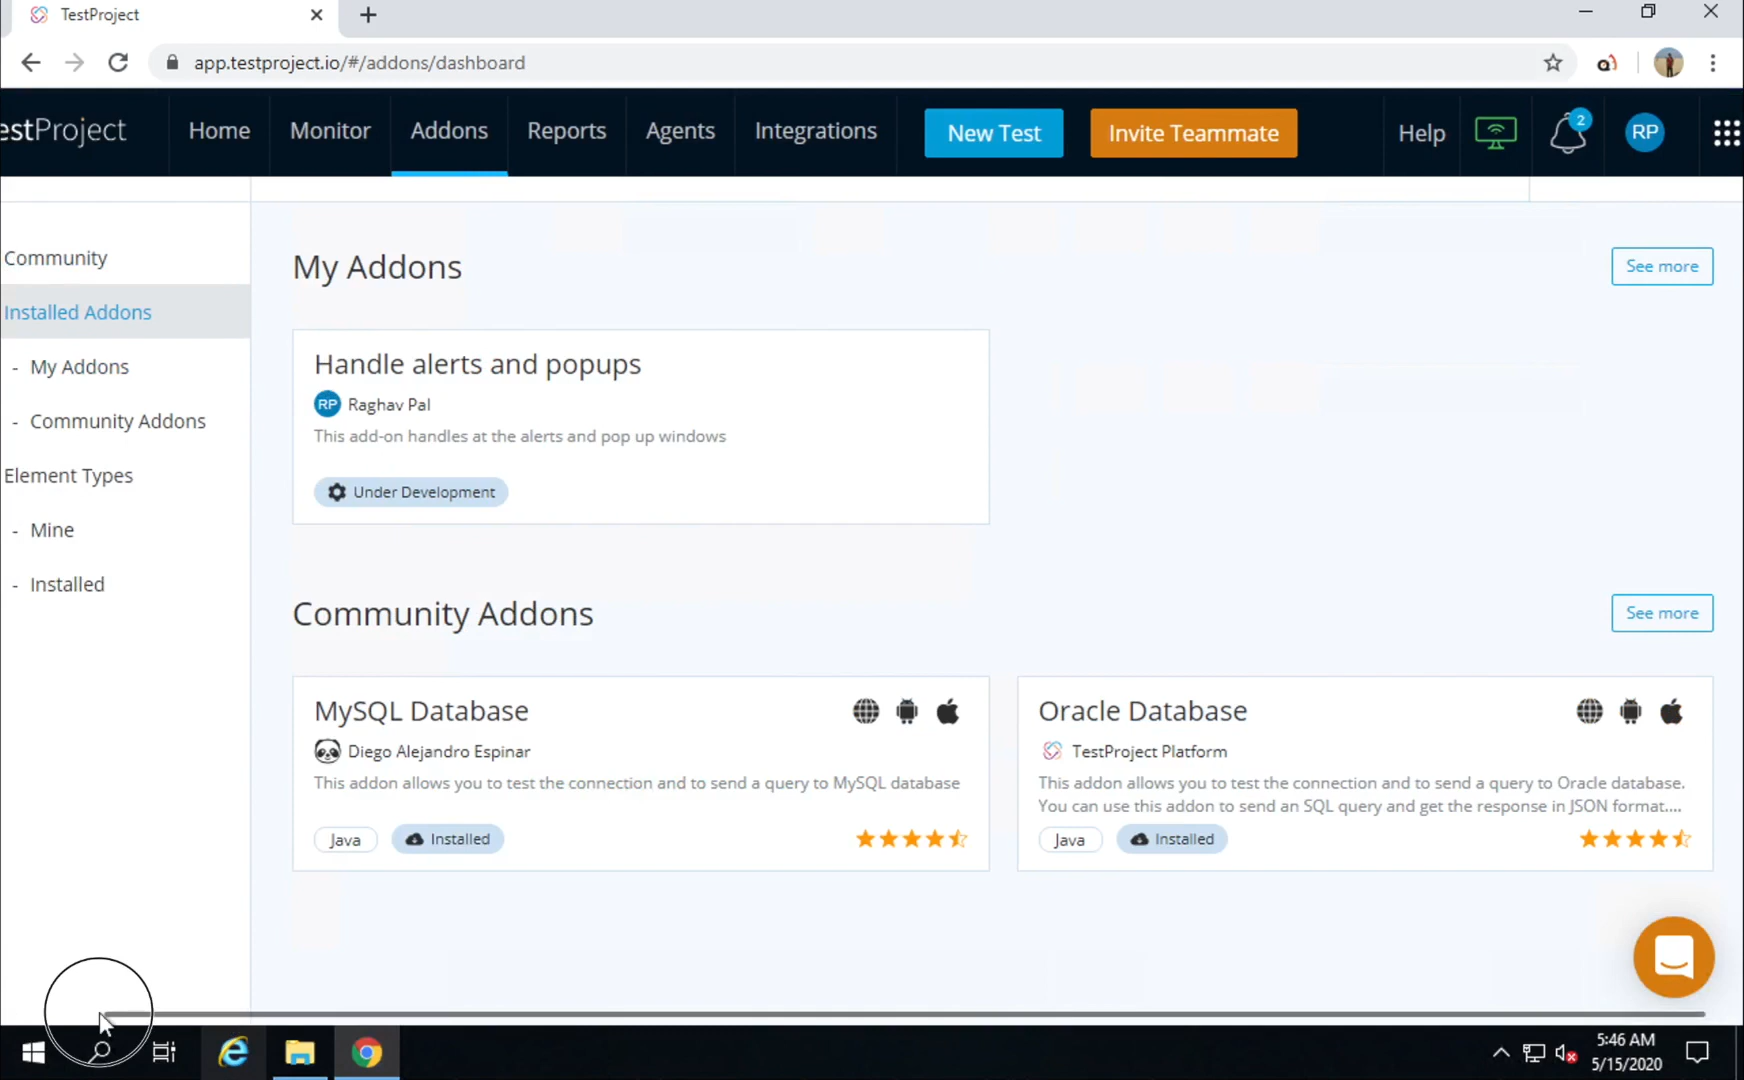 TestProject
app.testproject.io/#/addons/dashboard
estProject
Home
Monitor
Addons
Reports
Agents
Integrations
New Test
Invite Teammate
Help
2
RP
Community
Installed Addons
- My Addons
- Community Addons
Element Types
- Mine
- Installed
My Addons
See more
Handle alerts and popups
RP Raghav Pal
This add-on handles at the alerts and pop up windows
Under Development
Community Addons
See more
MySQL Database
Diego Alejandro Espinar
This addon allows you to test the connection and to send a query to MySQL database
Java
Installed
Oracle Database
TestProject Platform
This addon allows you to test the connection and to send a query to Oracle database.
You can use this addon to send an SQL query and get the response in JSON format....
Java
Installed
5:46 AM
5/15/2020